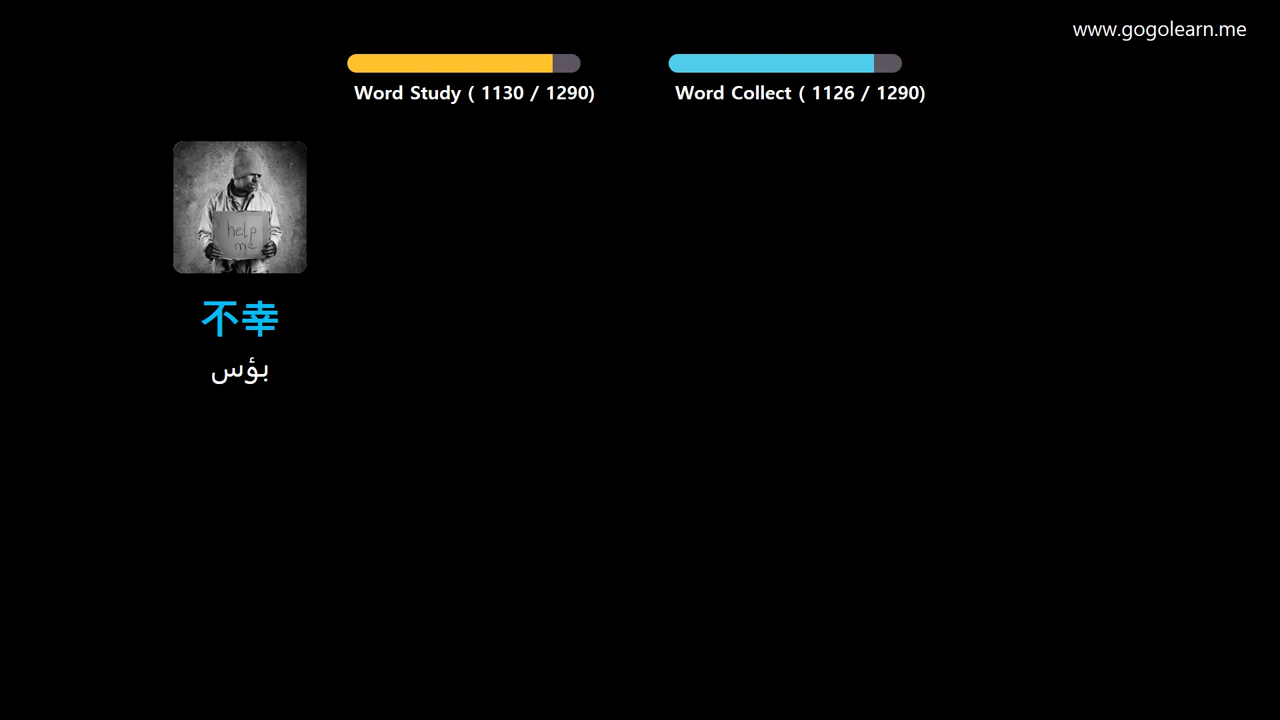 www.gogolearn.me
Word Study ( 1130 / 1290)
Word Collect ( 1126 / 1290)
help
me
不幸
بؤس